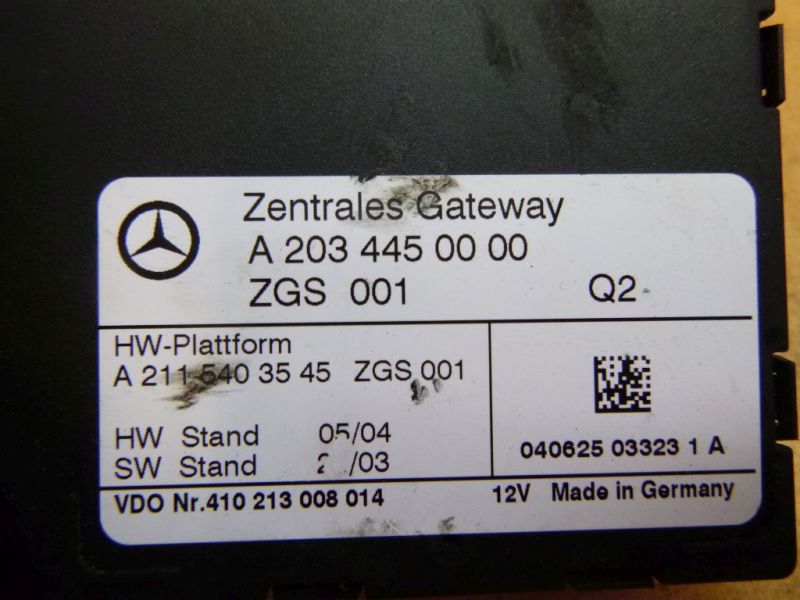 Zentrales Gateway
A 203 445 00 00
ZGS 001 Q2
HW-Plattform
A 211 540 35 45 ZGS 001
HW Stand 05/04
SW Stand /03
040625 03323 1 A
VDO Nr.410 213 008 014 12V Made in Germany